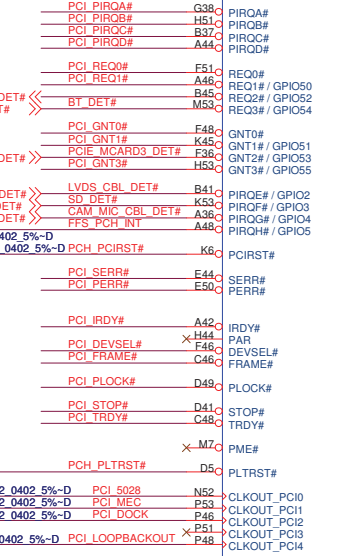 PCI_PIRQA# G38 PIRQA#
PCI_PIRQB# H51 PIRQB#
PCI_PIRQC# B37 PIRQC#
PCI_PIRQD# A44 PIRQD#
PCI_REQ0# F51 REQ0#
PCI_REQ1# A46 REQ1# / GPIO50
DET# B45 REQ2# / GPIO52
T# BT_DET# M53 REQ3# / GPIO54
PCI_GNT0# F48 GNT0#
PCI_GNT1# K45 GNT1# / GPIO51
DET# PCIE_MCARD3_DET# F36 GNT2# / GPIO53
PCI_GNT3# H53 GNT3# / GPIO55
DET# LVDS_CBL_DET# B41 PIRQE# / GPIO2
DET# SD_DET# K53 PIRQF# / GPIO3
DET# CAM_MIC_CBL_DET# A36 PIRQG# / GPIO4
FFS_PCH_INT A48 PIRQH# / GPIO5
402_5%~D
_0402_5%~D PCH_PCIRST# K6 PCIRST#
PCI_SERR# E44 SERR#
PCI_PERR# E50 PERR#
PCI_IRDY# A42 IRDY#
H44 PAR
PCI_DEVSEL# F46 DEVSEL#
PCI_FRAME# C46 FRAME#
PCI_PLOCK# D49 PLOCK#
PCI_STOP# D41 STOP#
PCI_TRDY# C48 TRDY#
M7 PME#
PCH_PLTRST# D5 PLTRST#
2_0402_5%~D PCI_5028 N52 CLKOUT_PCI0
2_0402_5%~D PCI_MEC P53 CLKOUT_PCI1
2_0402_5%~D PCI_DOCK P46 CLKOUT_PCI2
P51 CLKOUT_PCI3
0402_5%~D PCI_LOOPBACKOUT P48 CLKOUT_PCI4